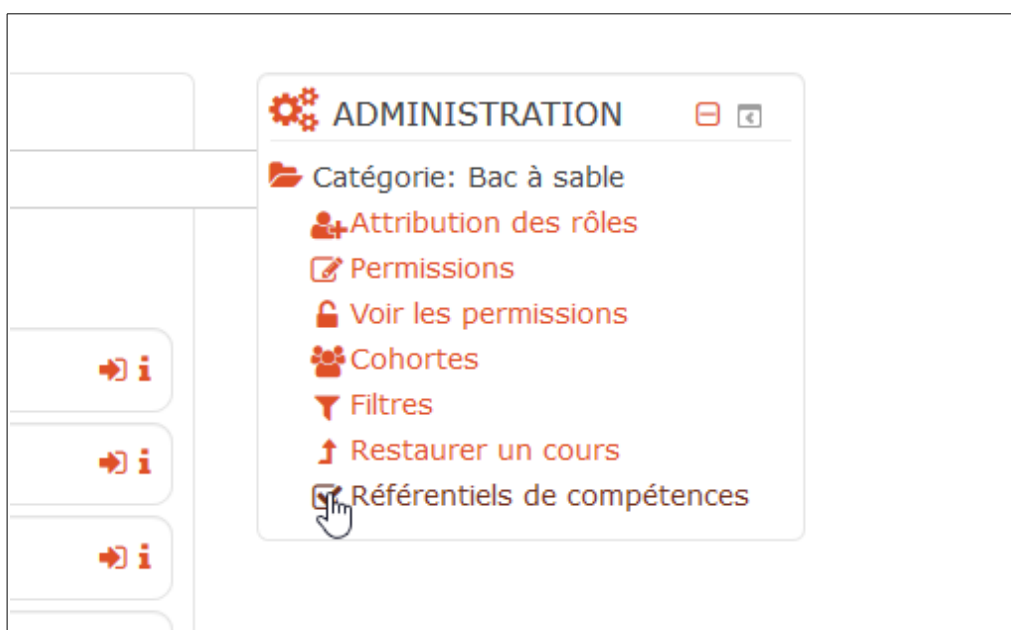 ADMINISTRATION
Catégorie: Bac à sable
Attribution des rôles
Permissions
Voir les permissions
Cohortes
Filtres
Restaurer un cours
Référentiels de compétences